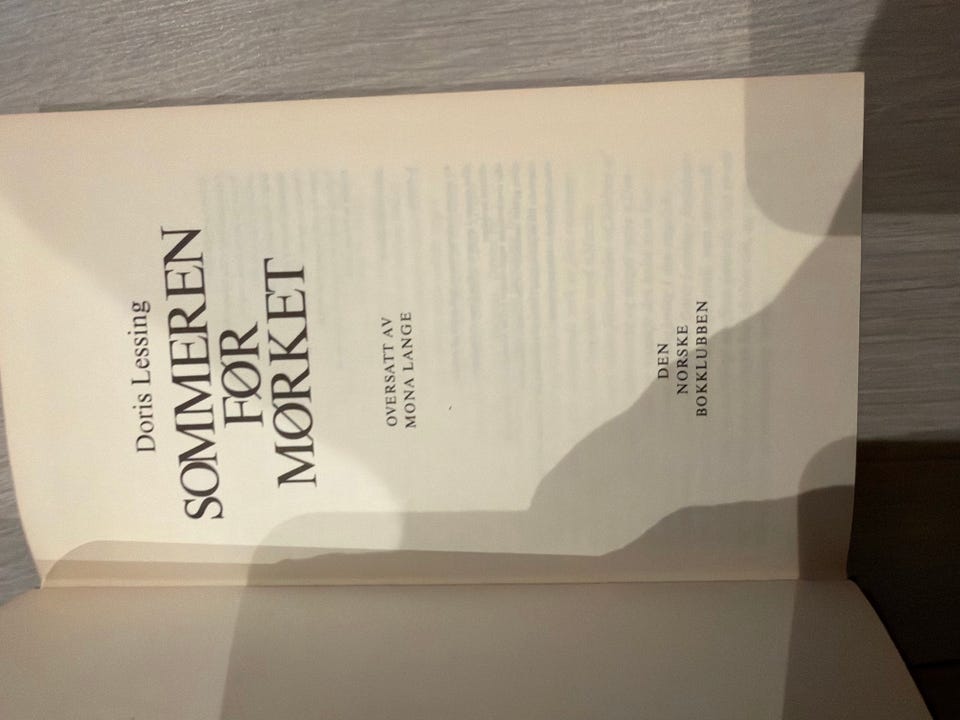 Doris Lessing
SOMMEREN
FØR
MØRKET
OVERSATT AV
MONA LANGE
DEN
NORSKE
BOKKLUBBEN